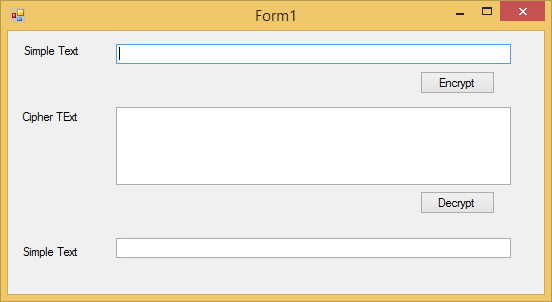 Form1
Simple Text
Encrypt
Cipher TExt
Decrypt
Simple Text